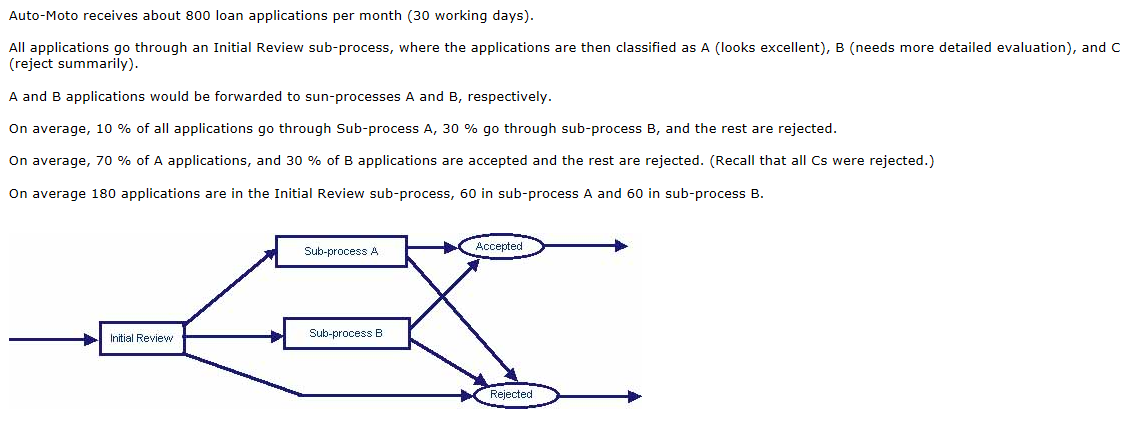 Auto-Moto receives about 800 loan applications per month (30 working days).
All applications go through an Initial Review sub-process, where the applications are then classified as A (looks excellent), B (needs more detailed evaluation), and C
(reject summarily).
A and B applications would be forwarded to sun-processes A and B, respectively.
On average, 10 % of all applications go through Sub-process A, 30 % go through sub-process B, and the rest are rejected.
On average, 70 % of A applications, and 30 % of B applications are accepted and the rest are rejected. (Recall that all Cs were rejected.)
On average 180 applications are in the Initial Review sub-process, 60 in sub-process A and 60 in sub-process B.
Sub-process A
Accepted
Initial Review
Sub-process B
Rejected